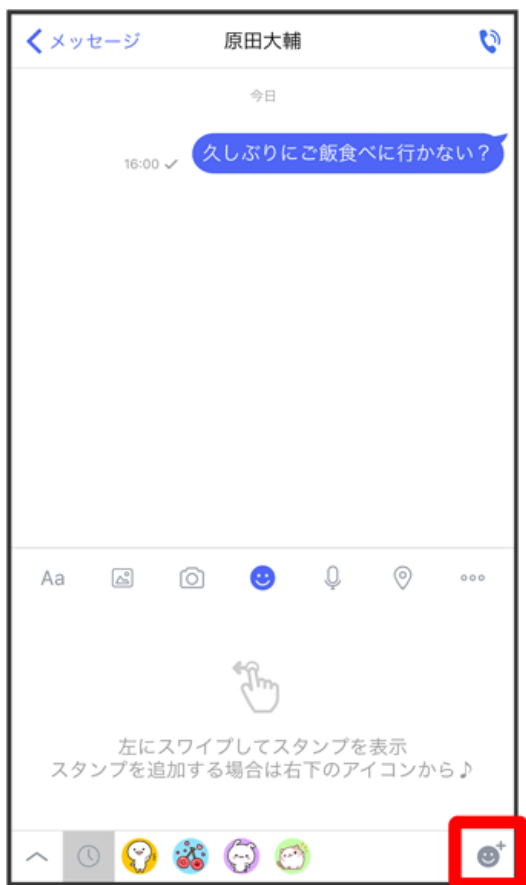 メッセージ
原田大輔
今日
久しぶりにご飯食べに行かない？
16:00
Aa
左にスワイプしてスタンプを表示
スタンプを追加する場合は右下のアイコンから♪